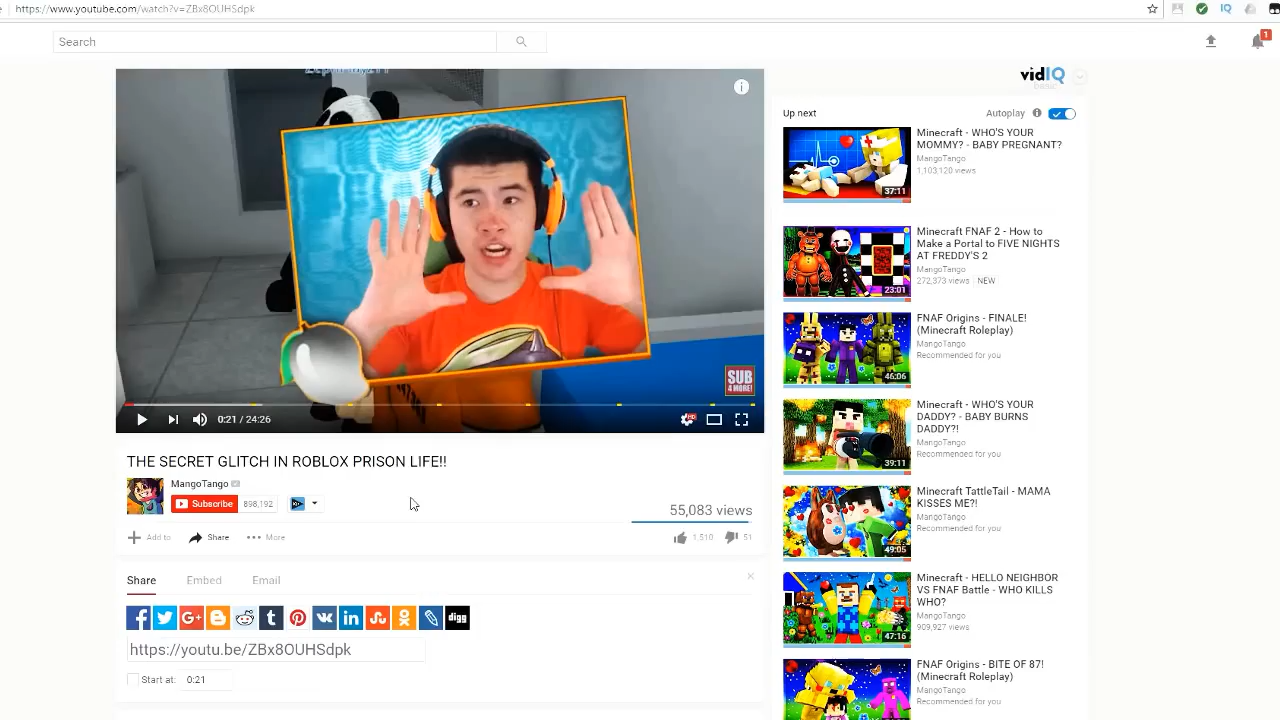 https://www.youtube.com/watch?v=ZBx8OUHSdpk
IQ
1
Search
vidIQ
SUB
4 MORE!
0:21 / 24:26
HD
THE SECRET GLITCH IN ROBLOX PRISON LIFE!!
MangoTango
Subscribe
898,192
55,083 views
Add to
Share
More
1,510
51
Share
Embed
Email
digg
https://youtu.be/ZBx8OUHSdpk
Start at:
0:21
Up next
Autoplay
Minecraft - WHO'S YOUR
MOMMY? - BABY PREGNANT?
MangoTango
1,103,120 views
37:11
Minecraft FNAF 2 - How to
Make a Portal to FIVE NIGHTS
AT FREDDY'S 2
MangoTango
272,373 views
NEW
23:01
FNAF Origins - FINALE!
(Minecraft Roleplay)
MangoTango
Recommended for you
46:06
Minecraft - WHO'S YOUR
DADDY? - BABY BURNS
DADDY?!
MangoTango
Recommended for you
39:11
Minecraft TattleTail - MAMA
KISSES ME?!
MangoTango
Recommended for you
49:05
Minecraft - HELLO NEIGHBOR
VS FNAF Battle - WHO KILLS
WHO?
MangoTango
909,927 views
47:16
FNAF Origins - BITE OF 87!
(Minecraft Roleplay)
MangoTango
Recommended for you